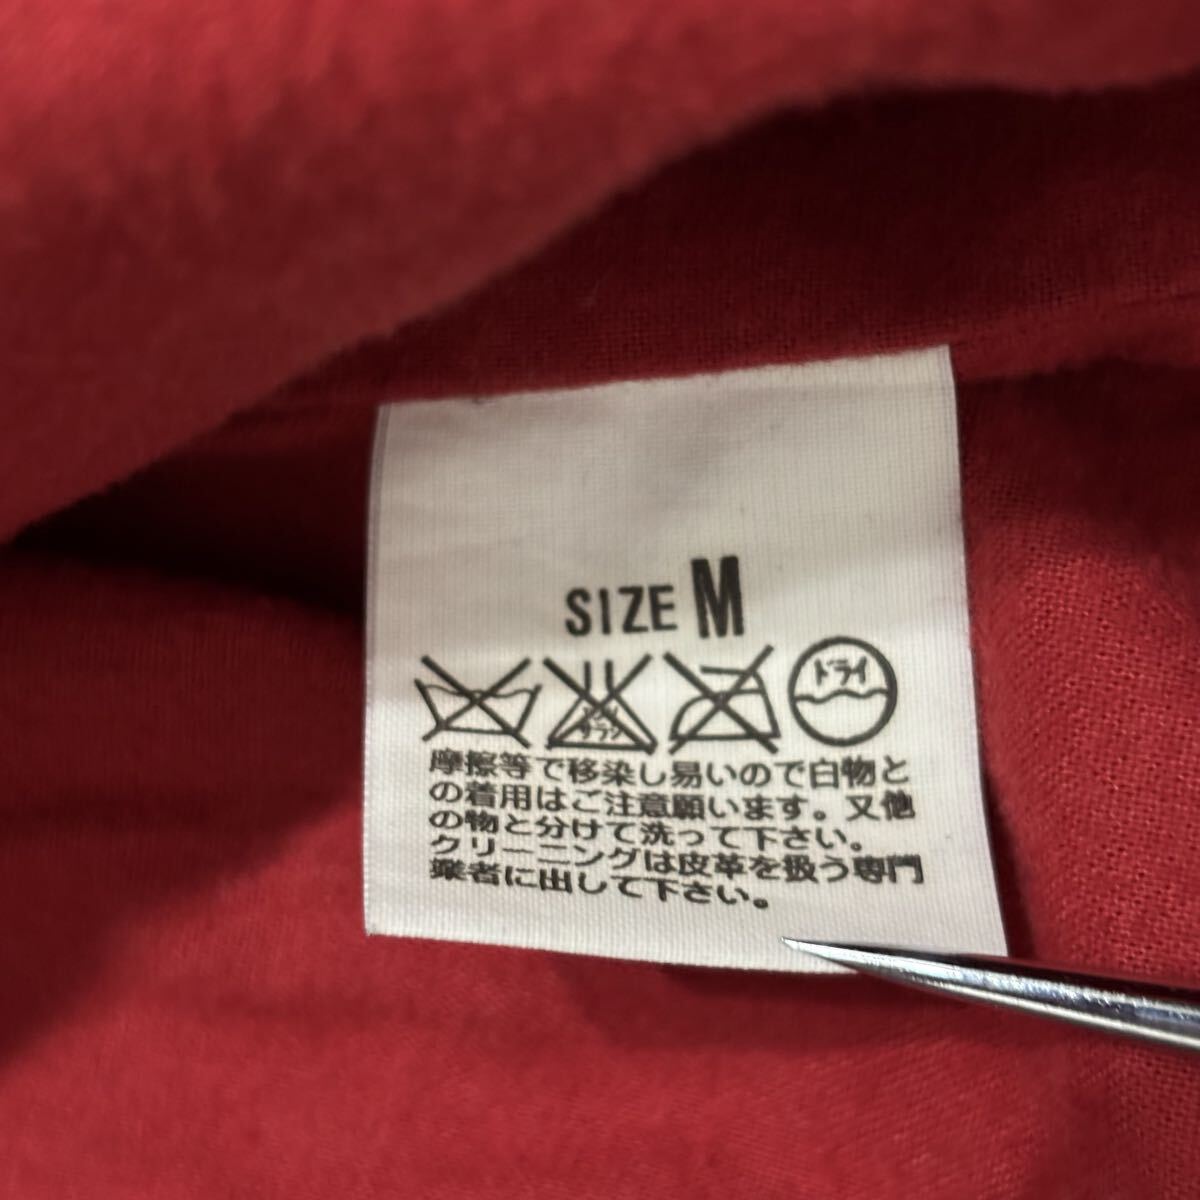 SIZE M
ドライ
摩擦等で移染し易いので白物と
の着用はご注意願います。又他
の物と分けて洗って下さい。
クリーニングは皮革を扱う専門
業者に出して下さい。